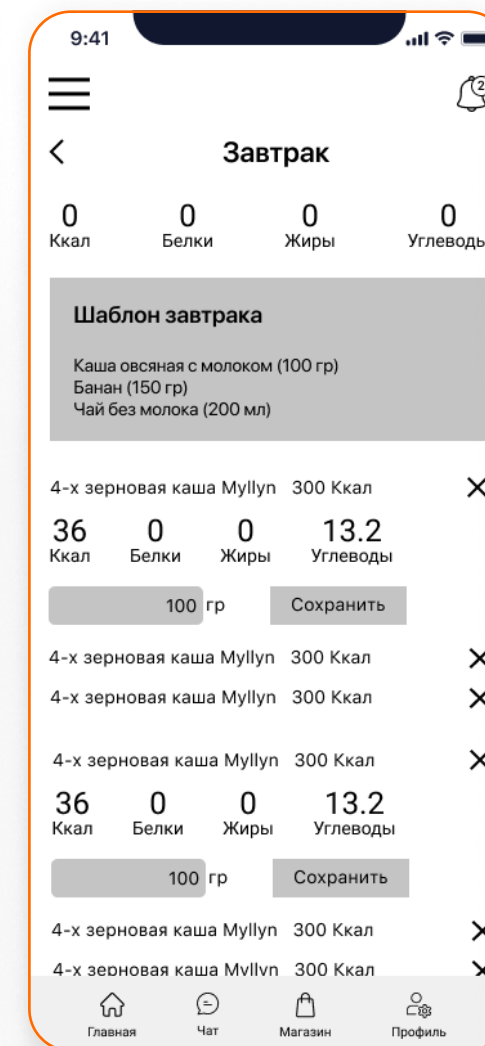 9:41
2
Завтрак
0 0 0 0
Ккал Белки Жиры Углеводы
Шаблон завтрака
Каша овсяная с молоком (100 гр)
Банан (150 гр)
Чай без молока (200 мл)
4-х зерновая каша Myllyn 300 Ккал
36 0 0 13.2
Ккал Белки Жиры Углеводы
100 гр Сохранить
4-х зерновая каша Myllyn 300 Ккал
4-х зерновая каша Myllyn 300 Ккал
4-х зерновая каша Myllyn 300 Ккал
36 0 0 13.2
Ккал Белки Жиры Углеводы
100 гр Сохранить
4-х зерновая каша Myllyn 300 Ккал
4-х зерновая каша Myllyn 300 Ккал
Главная Чат Магазин Профиль